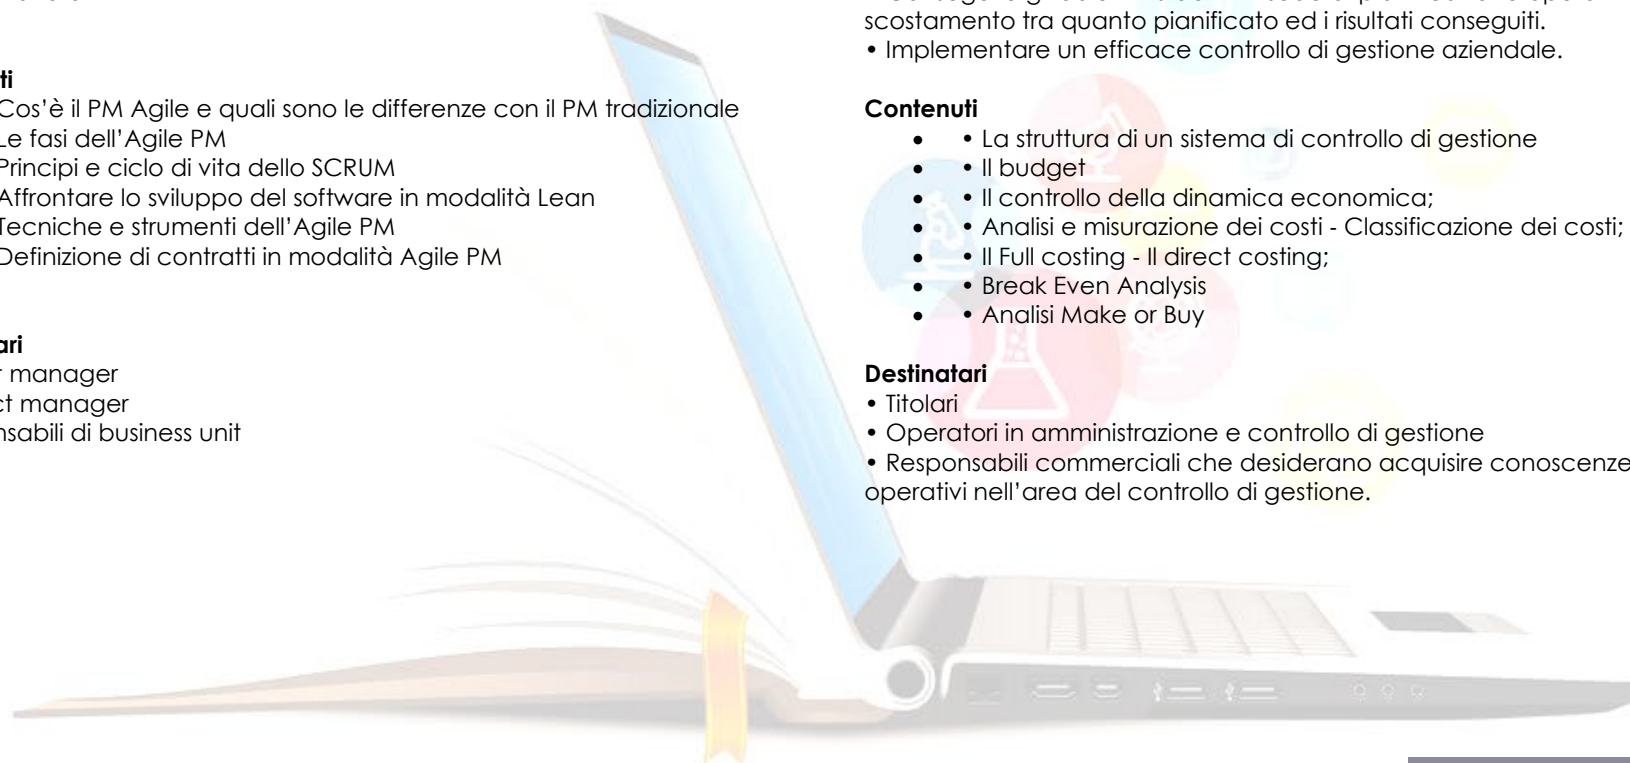 ti
Cos'è il PM Agile e quali sono le differenze con il PM tradizionale
Le fasi dell'Agile PM
Principi e ciclo di vita dello SCRUM
Affrontare lo sviluppo del software in modalità Lean
Tecniche e strumenti dell'Agile PM
Definizione di contratti in modalità Agile PM
ari
manager
ct manager
nsabili di business unit
scostamento tra quanto pianificato ed i risultati conseguiti.
• Implementare un efficace controllo di gestione aziendale.
Contenuti
• • La struttura di un sistema di controllo di gestione
• • Il budget
• • Il controllo della dinamica economica;
• • Analisi e misurazione dei costi - Classificazione dei costi;
• • Il Full costing - Il direct costing;
• • Break Even Analysis
• • Analisi Make or Buy
Destinatari
• Titolari
• Operatori in amministrazione e controllo di gestione
• Responsabili commerciali che desiderano acquisire conoscenze
operativi nell'area del controllo di gestione.